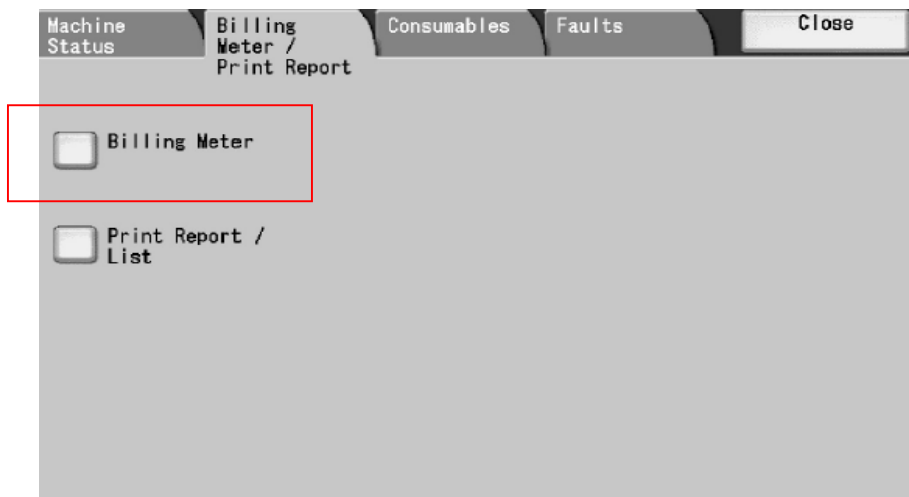 Machine
Status
Billing
Meter /
Print Report
Consumables
Faults
Close
Billing Meter
Print Report /
List